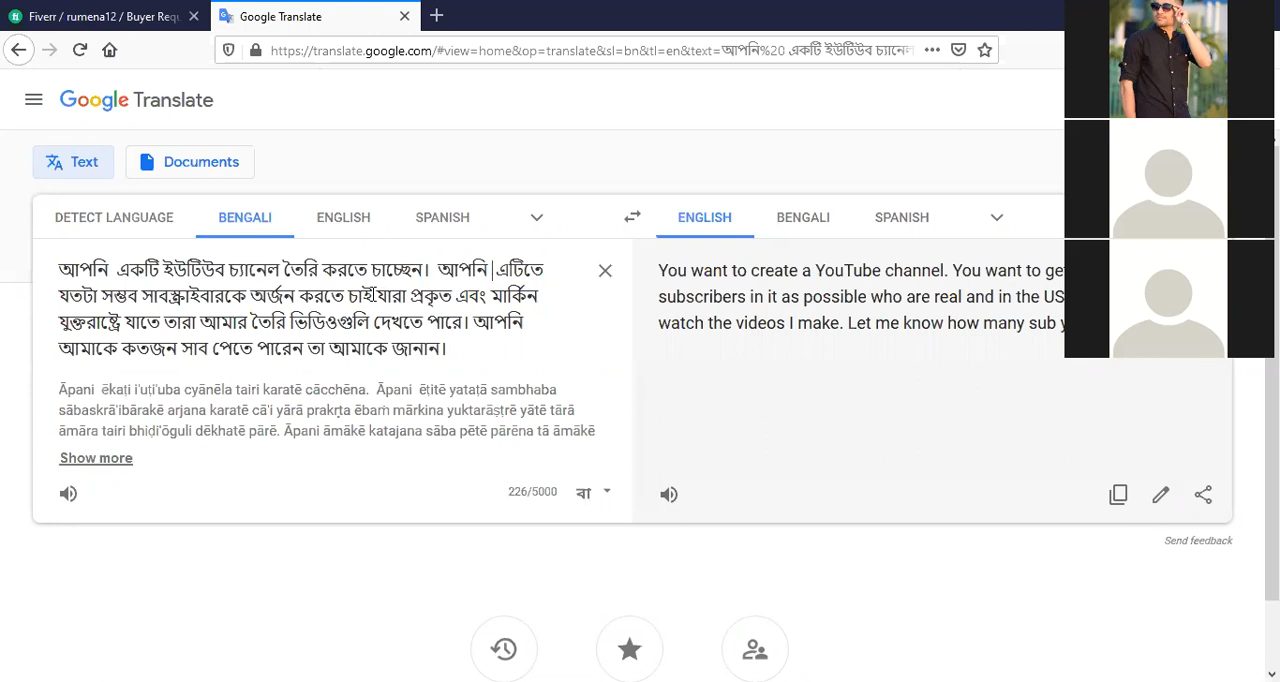 Fiverr / rumena12 / Buyer Requ
Google Translate
https://translate.google.com/#view=home&op=translate&sl=bn&tl=en&text=আপনি%20 একটি ইউটিউব চ্যানেল
Google Translate
Text
Documents
DETECT LANGUAGE BENGALI ENGLISH SPANISH
ENGLISH BENGALI SPANISH
আপনি একটি ইউটিউব চ্যানেল তৈরি করতে চাচ্ছেন। আপনি এটিতে
যতটা সম্ভব সাবস্ক্রাইবারকে অর্জন করতে চাই যারা প্রকৃত এবং মার্কিন
যুক্তরাষ্ট্রে যাতে তারা আমার তৈরি ভিডিওগুলি দেখতে পারে। আপনি
আমাকে কতজন সাব পেতে পারেন তা আমাকে জানান।
Āpani ēkaṭi i'uṭi'uba cyānēla tairi karatē cācchēna. Āpani ēṭitē yataṭā sambhaba
sābaskrā'ibārakē arjana karatē cā'i yārā prakr̥ta ēbaṁ mārkina yuktarāṣṭrē yātē tārā
āmāra tairi bhiḍi'ōguli dēkhatē pārē. Āpani āmākē katajana sāba pētē pārēna tā āmākē
Show more
226/5000
বা
You want to create a YouTube channel. You want to ge
subscribers in it as possible who are real and in the US
watch the videos I make. Let me know how many sub y
Send feedback